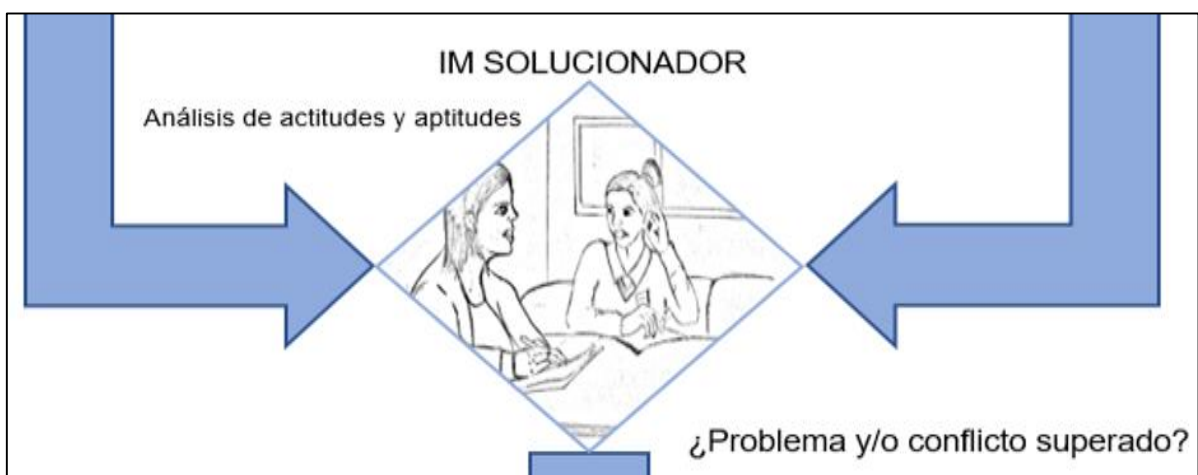 IM SOLUCIONADOR
Análisis de actitudes y aptitudes
¿Problema y/o conflicto superado?